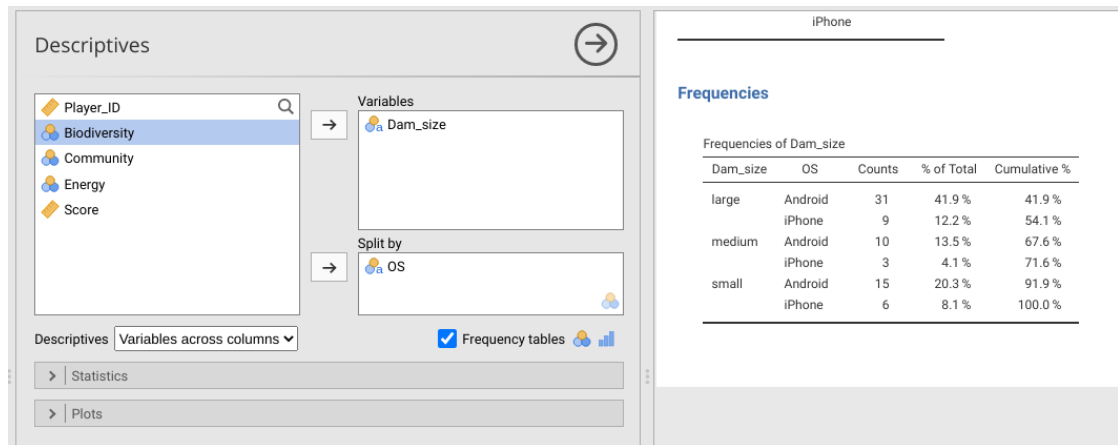 Descriptives
Player_ID
Biodiversity
Community
Energy
Score
Variables
Dam_size
Split by
OS
Descriptives Variables across columns
Frequency tables
Statistics
Plots
iPhone
Frequencies
Frequencies of Dam_size
Dam_size OS Counts % of Total Cumulative %
large Android 31 41.9 % 41.9 %
iPhone 9 12.2 % 54.1 %
medium Android 10 13.5 % 67.6 %
iPhone 3 4.1 % 71.6 %
small Android 15 20.3 % 91.9 %
iPhone 6 8.1 % 100.0 %